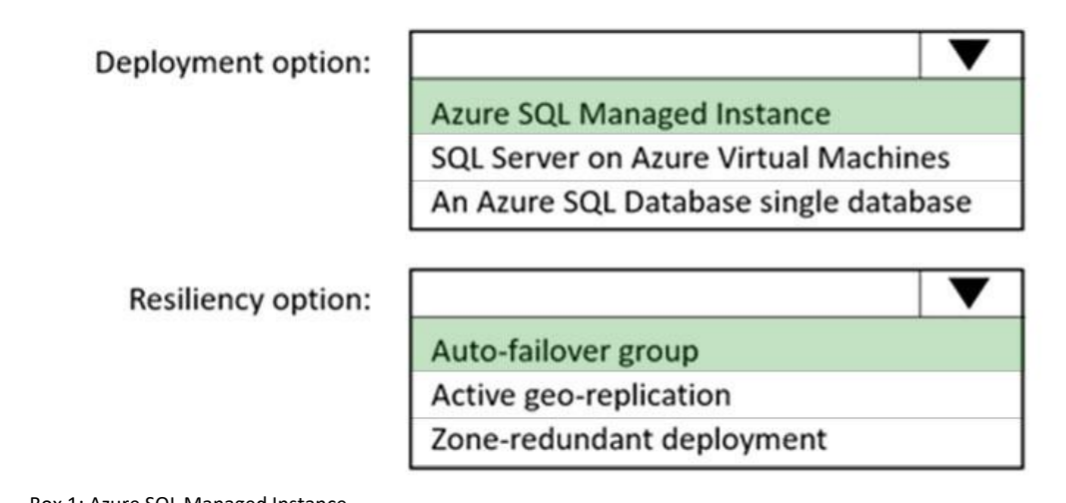 Deployment option:
Azure SQL Managed Instance
SQL Server on Azure Virtual Machines
An Azure SQL Database single database
Resiliency option:
Auto-failover group
Active geo-replication
Zone-redundant deployment
Box 1: Azure SQL Managed Instance